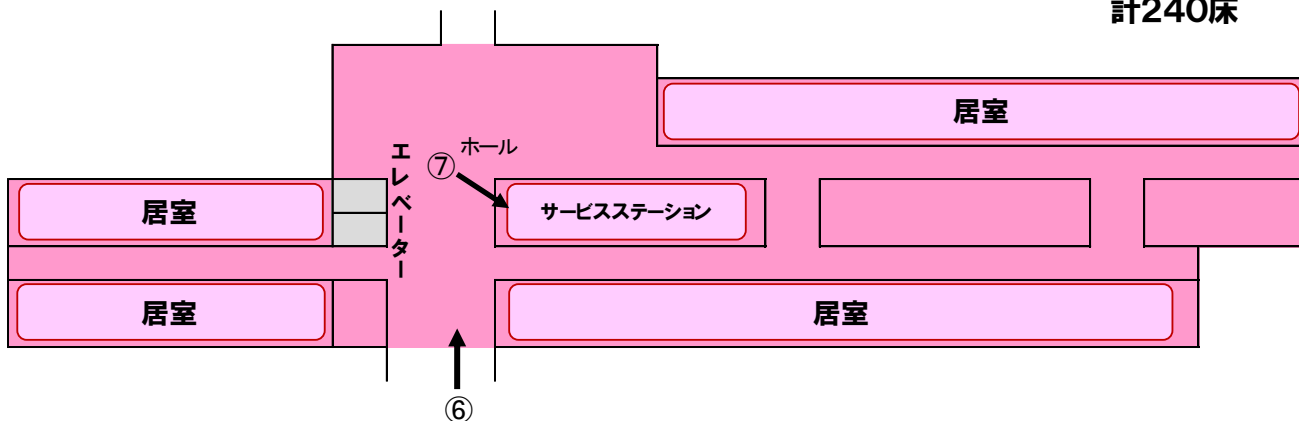 計240床
居室
ホール
⑦
エレベーター
居室
サービスステーション
居室
居室
⑥